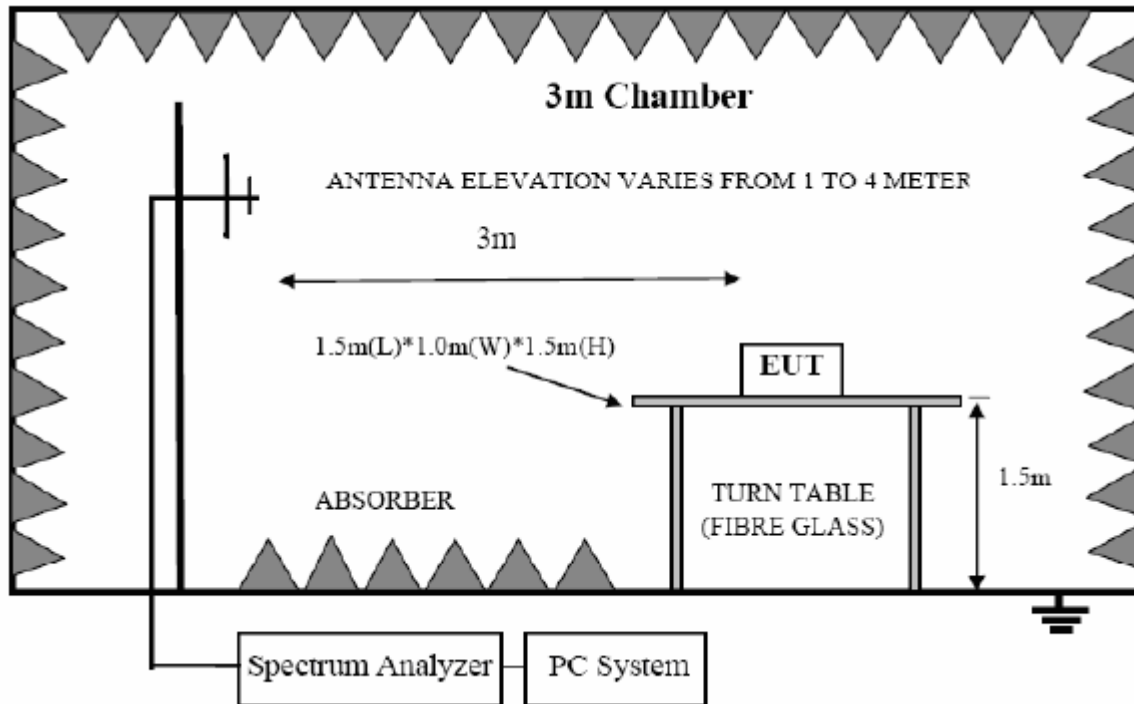 3m Chamber
ANTENNA ELEVATION VARIES FROM 1 TO 4 METER
3m
1.5m(L)*1.0m(W)*1.5m(H)
EUT
1.5m
ABSORBER
TURN TABLE
(FIBRE GLASS)
Spectrum Analyzer
PC System